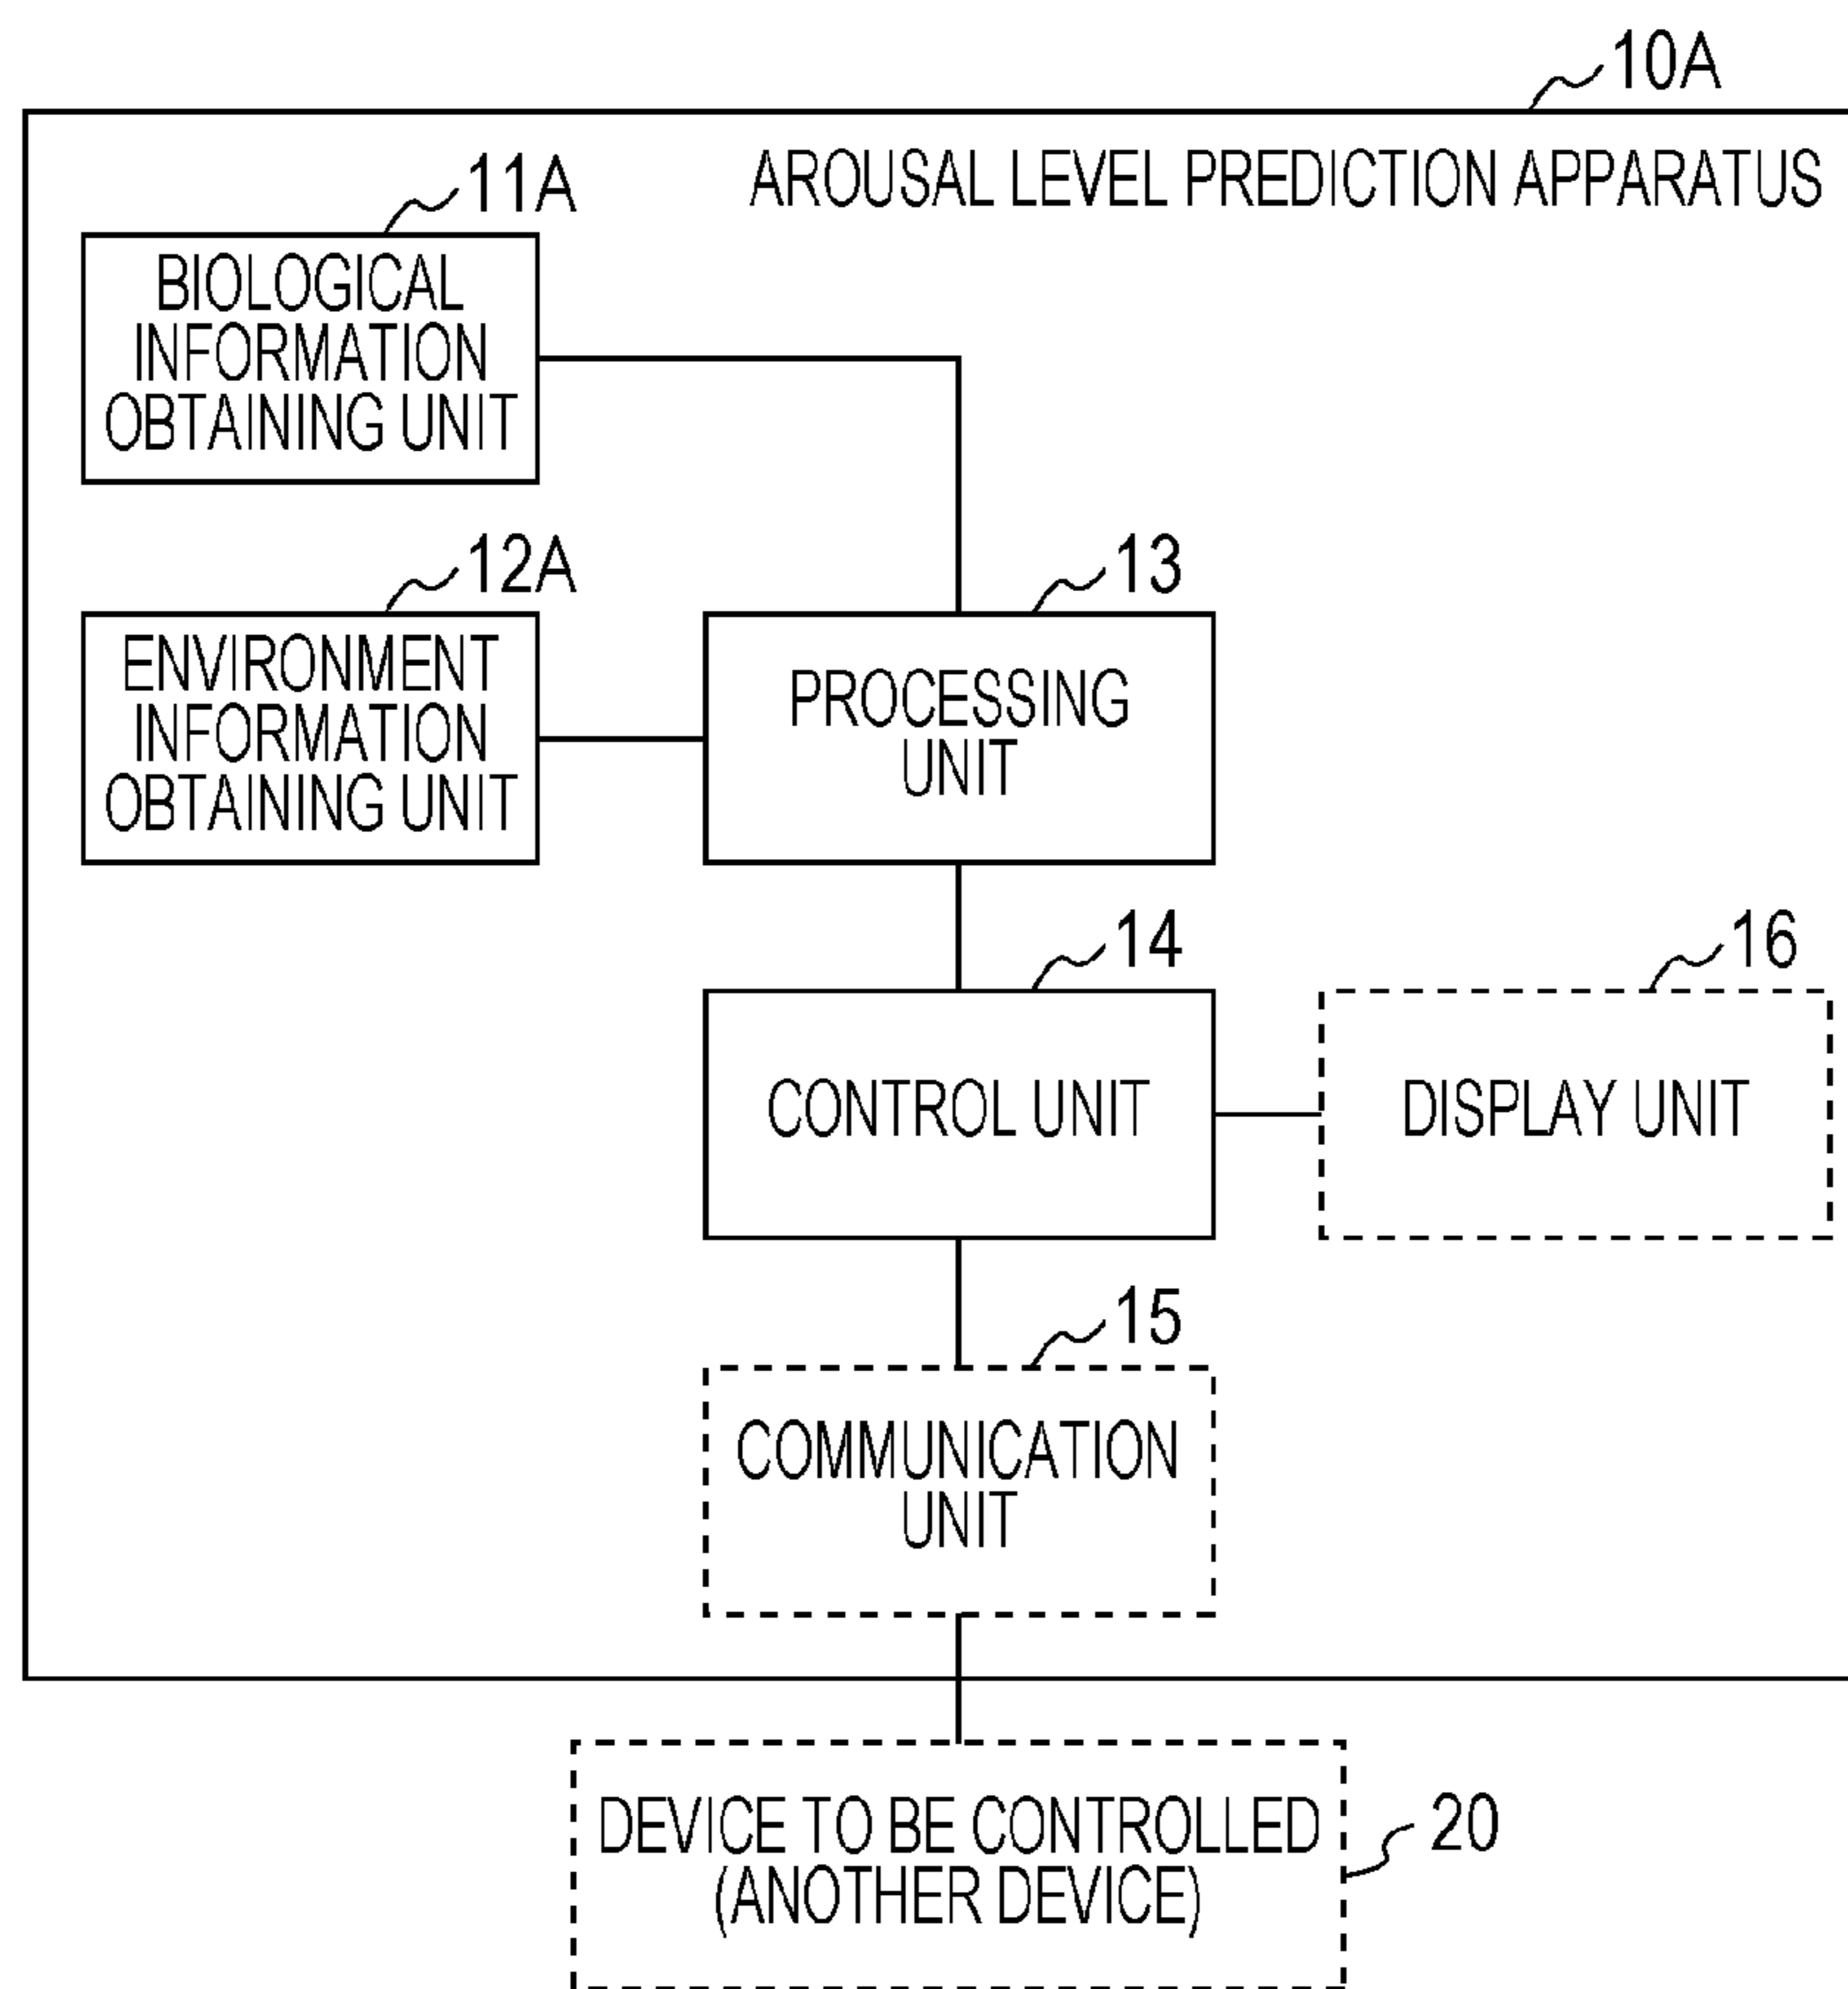 10A
AROUSAL LEVEL PREDICTION APPARATUS
11A
BIOLOGICAL
INFORMATION
OBTAINING UNIT
12A
ENVIRONMENT
INFORMATION
OBTAINING UNIT
13
PROCESSING
UNIT
14
CONTROL UNIT
16
DISPLAY UNIT
15
COMMUNICATION
UNIT
DEVICE TO BE CONTROLLED
(ANOTHER DEVICE)
20